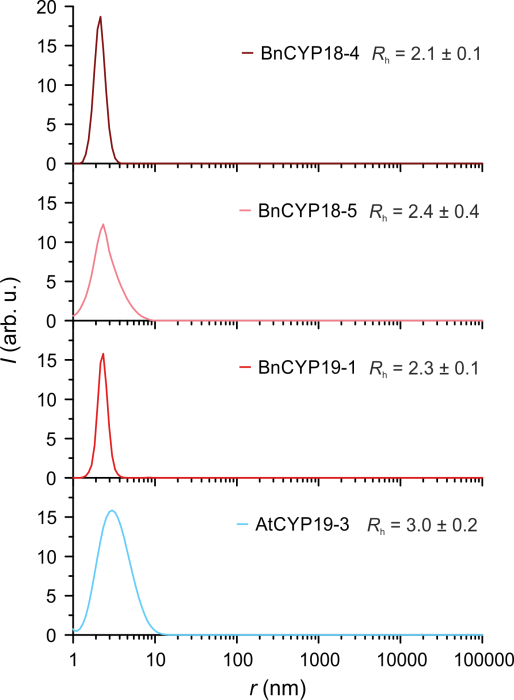 20
15
10
5
0
BnCYP18-4 Rh = 2.1 ± 0.1
15
10
5
0
BnCYP18-5 Rh = 2.4 ± 0.4
15
10
5
0
BnCYP19-1 Rh = 2.3 ± 0.1
15
10
5
0
AtCYP19-3 Rh = 3.0 ± 0.2
I (arb. u.)
1 10 100 1000 10000 100000
r (nm)